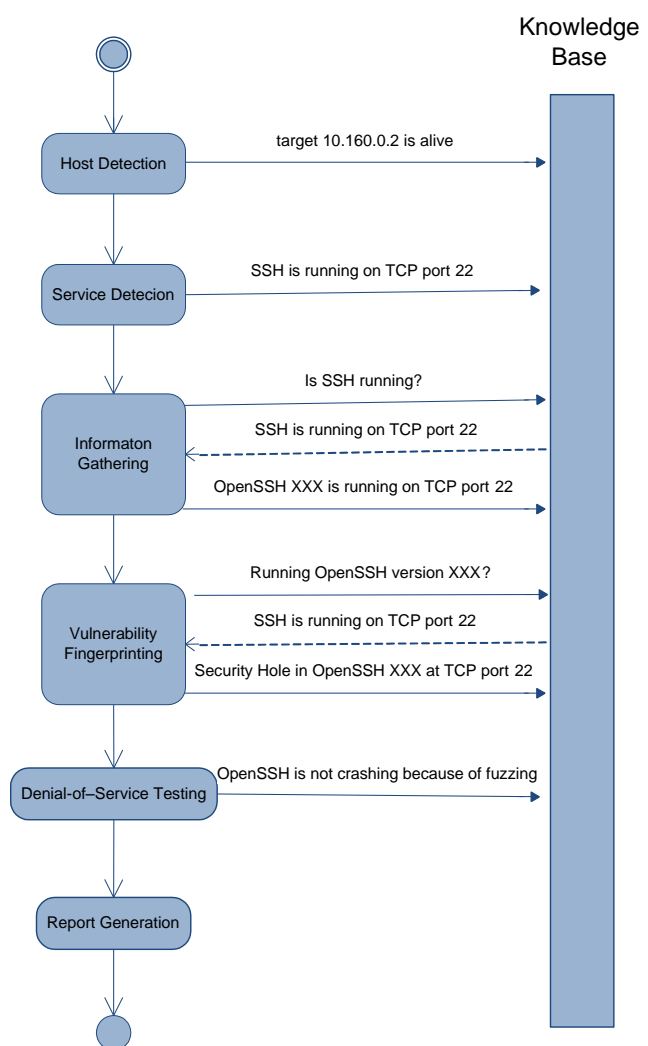 Knowledge
Base
target 10.160.0.2 is alive
Host Detection
SSH is running on TCP port 22
Service Detecion
Is SSH running?
SSH is running on TCP port 22
Informaton
Gathering
OpenSSH XXX is running on TCP port 22
Running OpenSSH version XXX?
SSH is running on TCP port 22
Vulnerability
Fingerprinting
Security Hole in OpenSSH XXX at TCP port 22
OpenSSH is not crashing because of fuzzing
Denial-of–Service Testing
Report Generation